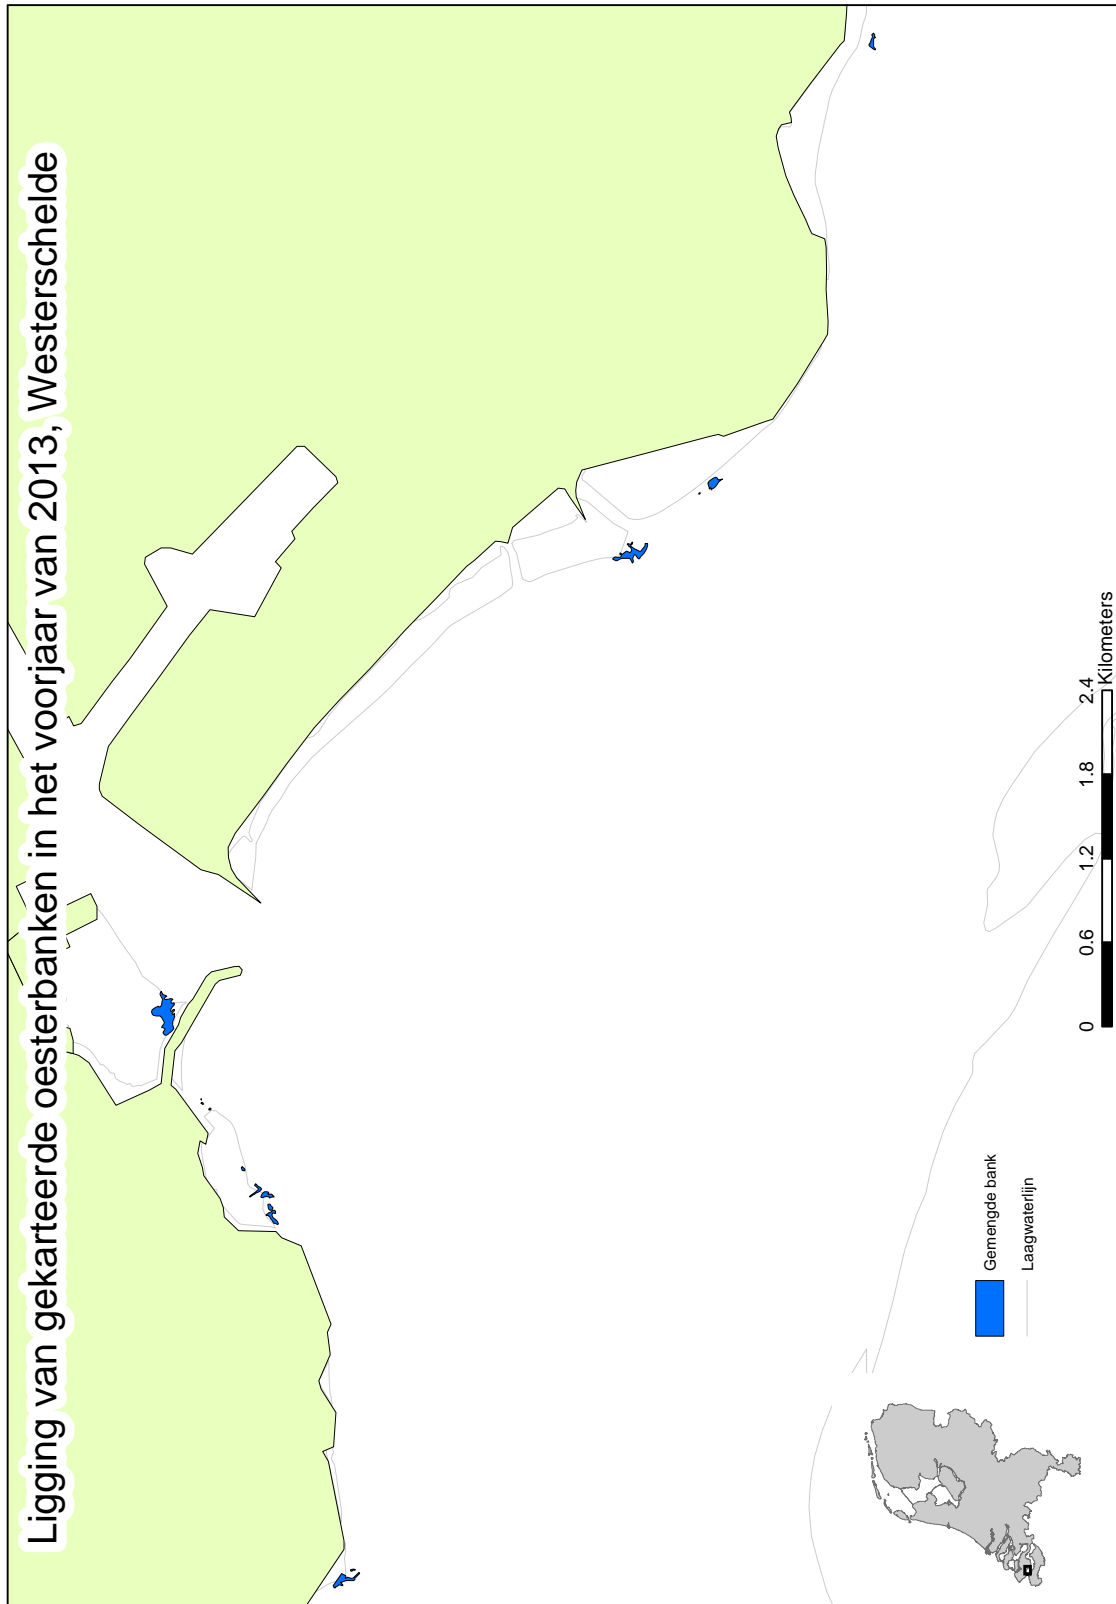 Ligging van gekarteerde oesterbanken in het voorjaar van 2013, Westerschelde
Gemengde bank
Laagwaterlijn
0 0.6 1.2 1.8 2.4
Kilometers